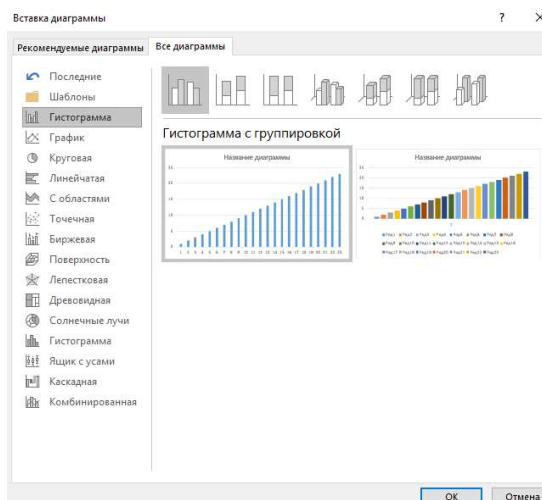 Вставка диаграммы ? ×
Рекомендуемые диаграммы Все диаграммы
Последние
Шаблоны
Гистограмма
График
Круговая
Линейчатая
С областями
Точечная
Биржевая
Поверхность
Лепестковая
Древовидная
Солнечные лучи
Гистограмма
Ящик с усами
Каскадная
Комбинированная
Гистограмма с группировкой
Название диаграммы
Название диаграммы
ОК Отмена